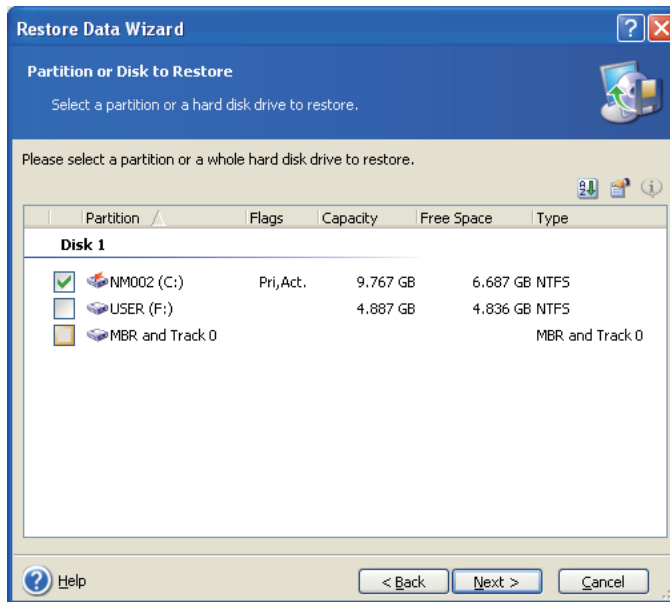 Restore Data Wizard
Partition or Disk to Restore
Select a partition or a hard disk drive to restore.
Please select a partition or a whole hard disk drive to restore.
Partition Flags Capacity Free Space Type
Disk 1
NM002 (C:) Pri,Act. 9.767 GB 6.687 GB NTFS
USER (F:) 4.887 GB 4.836 GB NTFS
MBR and Track 0 MBR and Track 0
Help < Back Next > Cancel